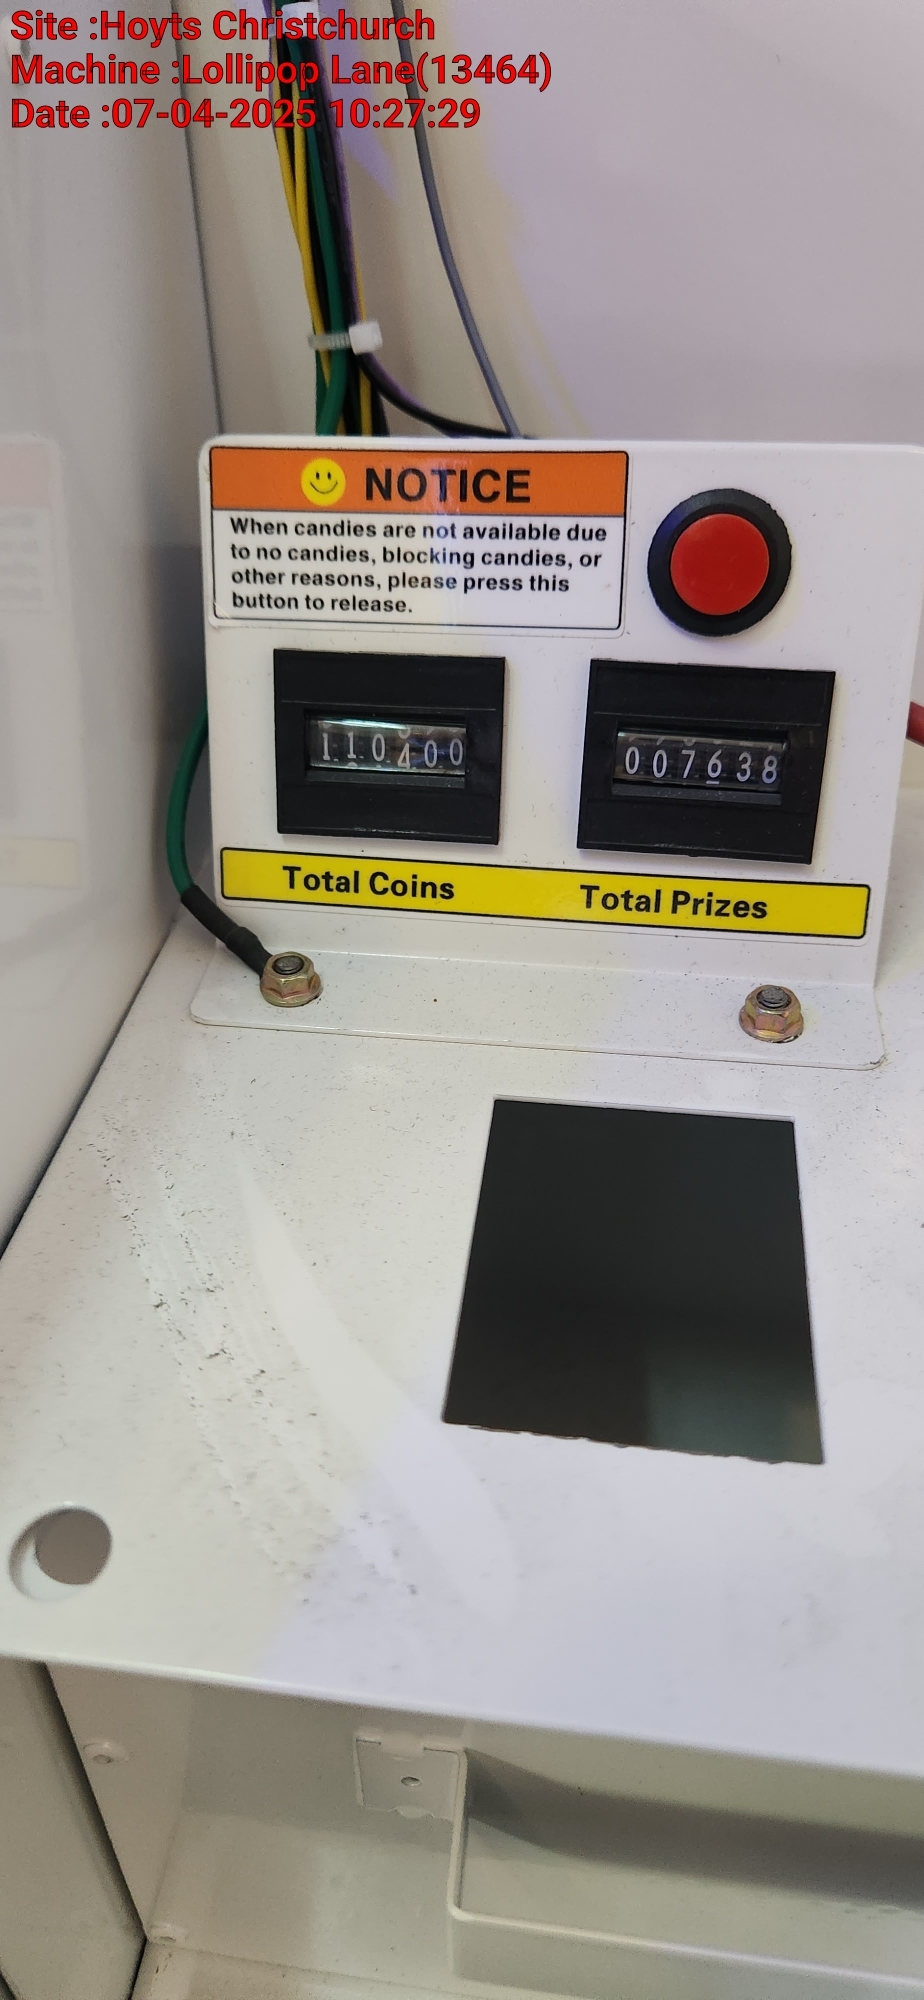 Site :Hoyts Christchurch
Machine :Lollipop Lane(13464)
Date :07-04-2025 10:27:29
NOTICE
When candies are not available due
to no candies, blocking candies, or
other reasons, please press this
button to release.
110400
007638
Total Coins
Total Prizes